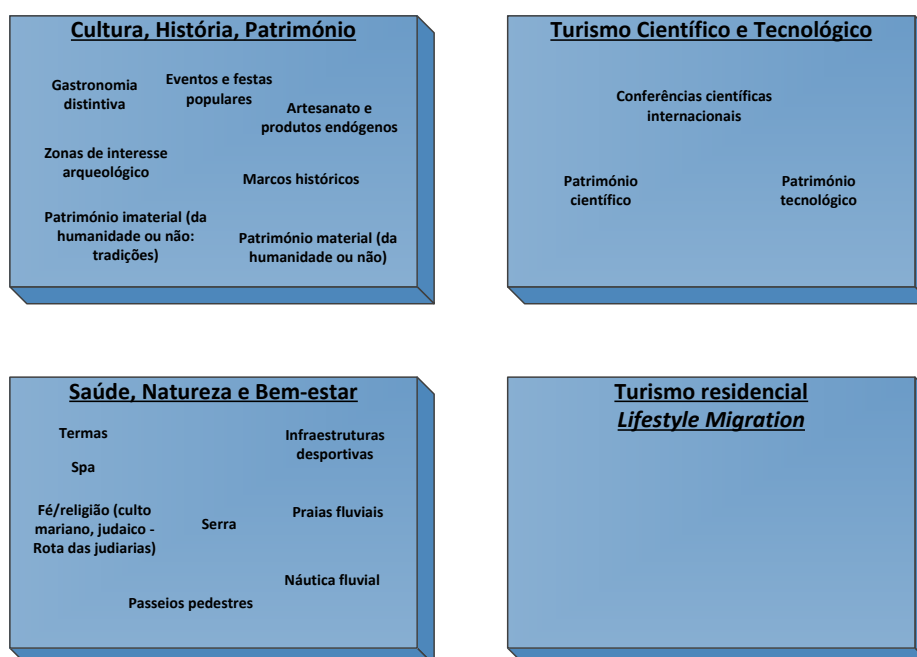 Cultura, História, Património
Gastronomia
distintiva
Eventos e festas
populares
Artesanato e
produtos endógenos
Zonas de interesse
arqueológico
Marcos históricos
Património imaterial (da
humanidade ou não:
tradições)
Património material (da
humanidade ou não)
Turismo Científico e Tecnológico
Conferências científicas
internacionais
Património
científico
Património
tecnológico
Saúde, Natureza e Bem-estar
Termas
Infraestruturas
desportivas
Spa
Fé/religião (culto
mariano, judaico -
Rota das judiarias)
Serra
Praias fluviais
Náutica fluvial
Passeios pedestres
Turismo residencial
Lifestyle Migration